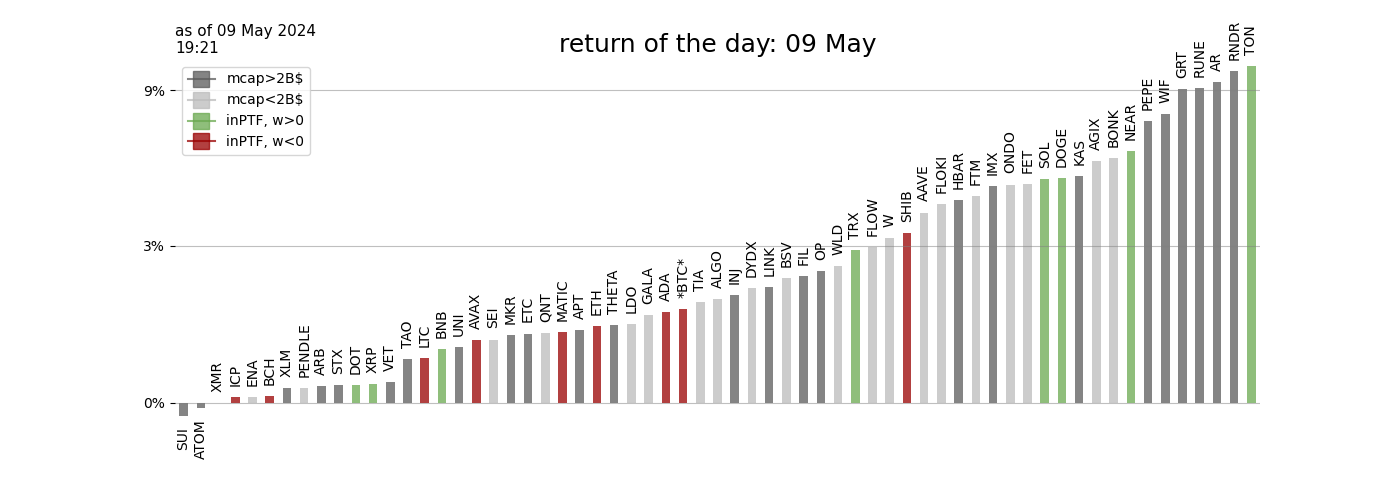 as of 09 May 2024
19:21
return of the day: 09 May
mcap>2B$
mcap<2B$
inPTF, w>0
inPTF, w<0
9%
3%
0%
SUI
ATOM
XMR
ICP
ENA
BCH
XLM
PENDLE
ARB
STX
DOT
XRP
VET
TAO
LTC
BNB
UNI
AVAX
SEI
MKR
ETC
QNT
MATIC
APT
ETH
THETA
LDO
GALA
ADA
*BTC*
TIA
ALGO
INJ
DYDX
LINK
BSV
FIL
OP
WLD
TRX
FLOW
W
SHIB
AAVE
FLOKI
HBAR
FTM
IMX
ONDO
FET
SOL
DOGE
KAS
AGIX
BONK
NEAR
PEPE
WIF
GRT
RUNE
AR
RNDR
TON